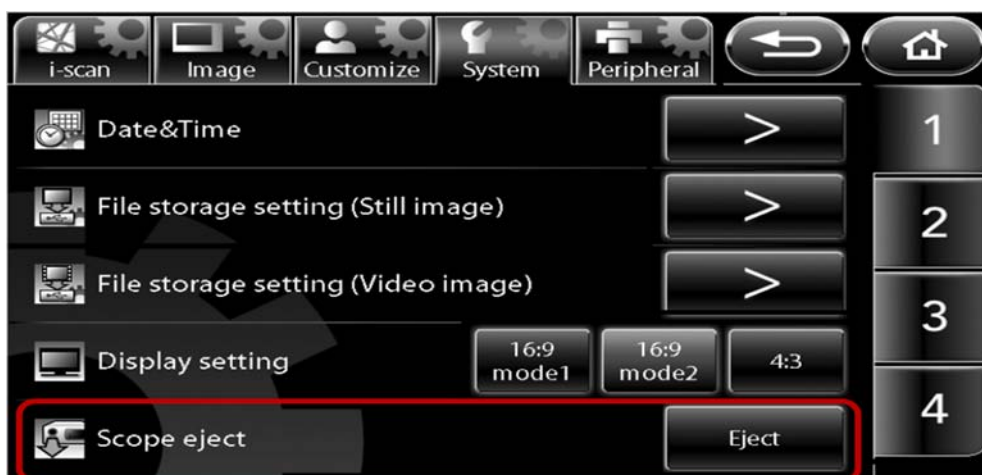 i-scan Image Customize System Peripheral
Date&Time > 1
File storage setting (Still image) > 2
File storage setting (Video image) > 3
Display setting 16:9 mode1 16:9 mode2 4:3
Scope eject Eject 4